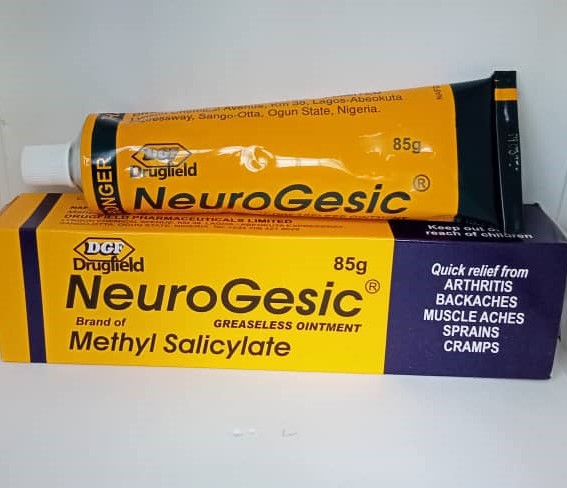 Chemical Avenue, Km 38, Lagos-Abeokuta
Expressway, Sango-Otta, Ogun State, Nigeria.
85g
DGF
Drugfield
NeuroGesic®
DRUGFIELD PHARMACEUTICALS LIMITED
Keep out of
reach of children
DGF
Drugfield
85g
NeuroGesic®
GREASELESS OINTMENT
Brand of
Methyl Salicylate
Quick relief from
ARTHRITIS
BACKACHES
MUSCLE ACHES
SPRAINS
CRAMPS